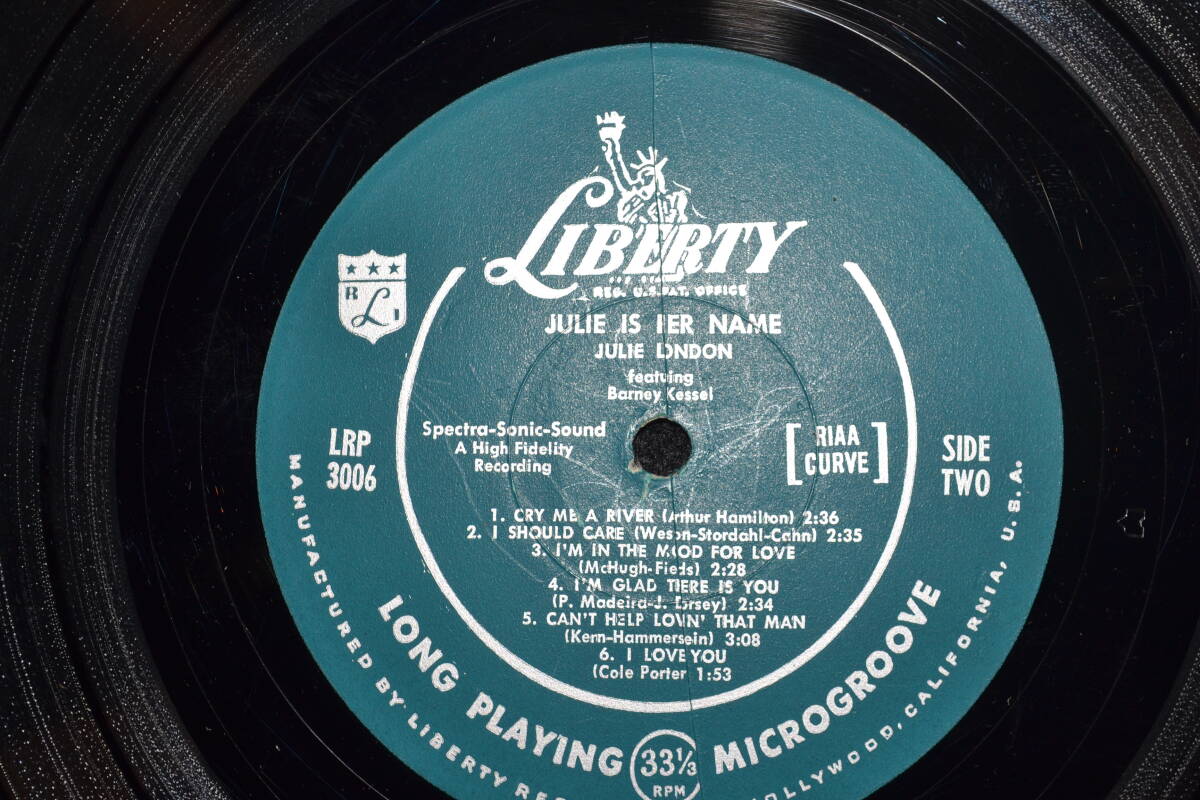 LIBERTY
REG. U.S. PAT. OFFICE
R L I
JULIE IS HER NAME
JULIE LONDON
featuring
Barney Kessel
Spectra-Sonic-Sound
A High Fidelity
Recording
LRP
3006
[RIAA
CURVE]
SIDE
TWO
1. CRY ME A RIVER (Arthur Hamilton) 2:36
2. I SHOULD CARE (Weston-Stordahl-Cahn) 2:35
3. I'M IN THE MOOD FOR LOVE
(McHugh-Fields) 2:28
4. I'M GLAD THERE IS YOU
(P. Madeira-J. Dorsey) 2:34
5. CAN'T HELP LOVIN' THAT MAN
(Kern-Hammersein) 3:08
6. I LOVE YOU
(Cole Porter 1:53
LONG PLAYING 33⅓ RPM MICROGROOVE
MANUFACTURED BY LIBERTY RE
OLLYWOOD, CALIFORNIA, U.S.A.